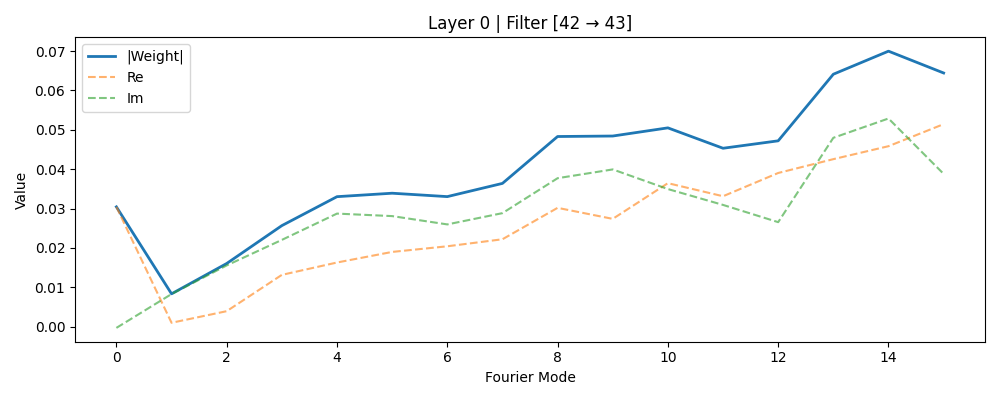 Layer 0 | Filter [42 → 43]
|Weight|
Re
Im
Value
0.07
0.06
0.05
0.04
0.03
0.02
0.01
0.00
0 2 4 6 8 10 12 14
Fourier Mode